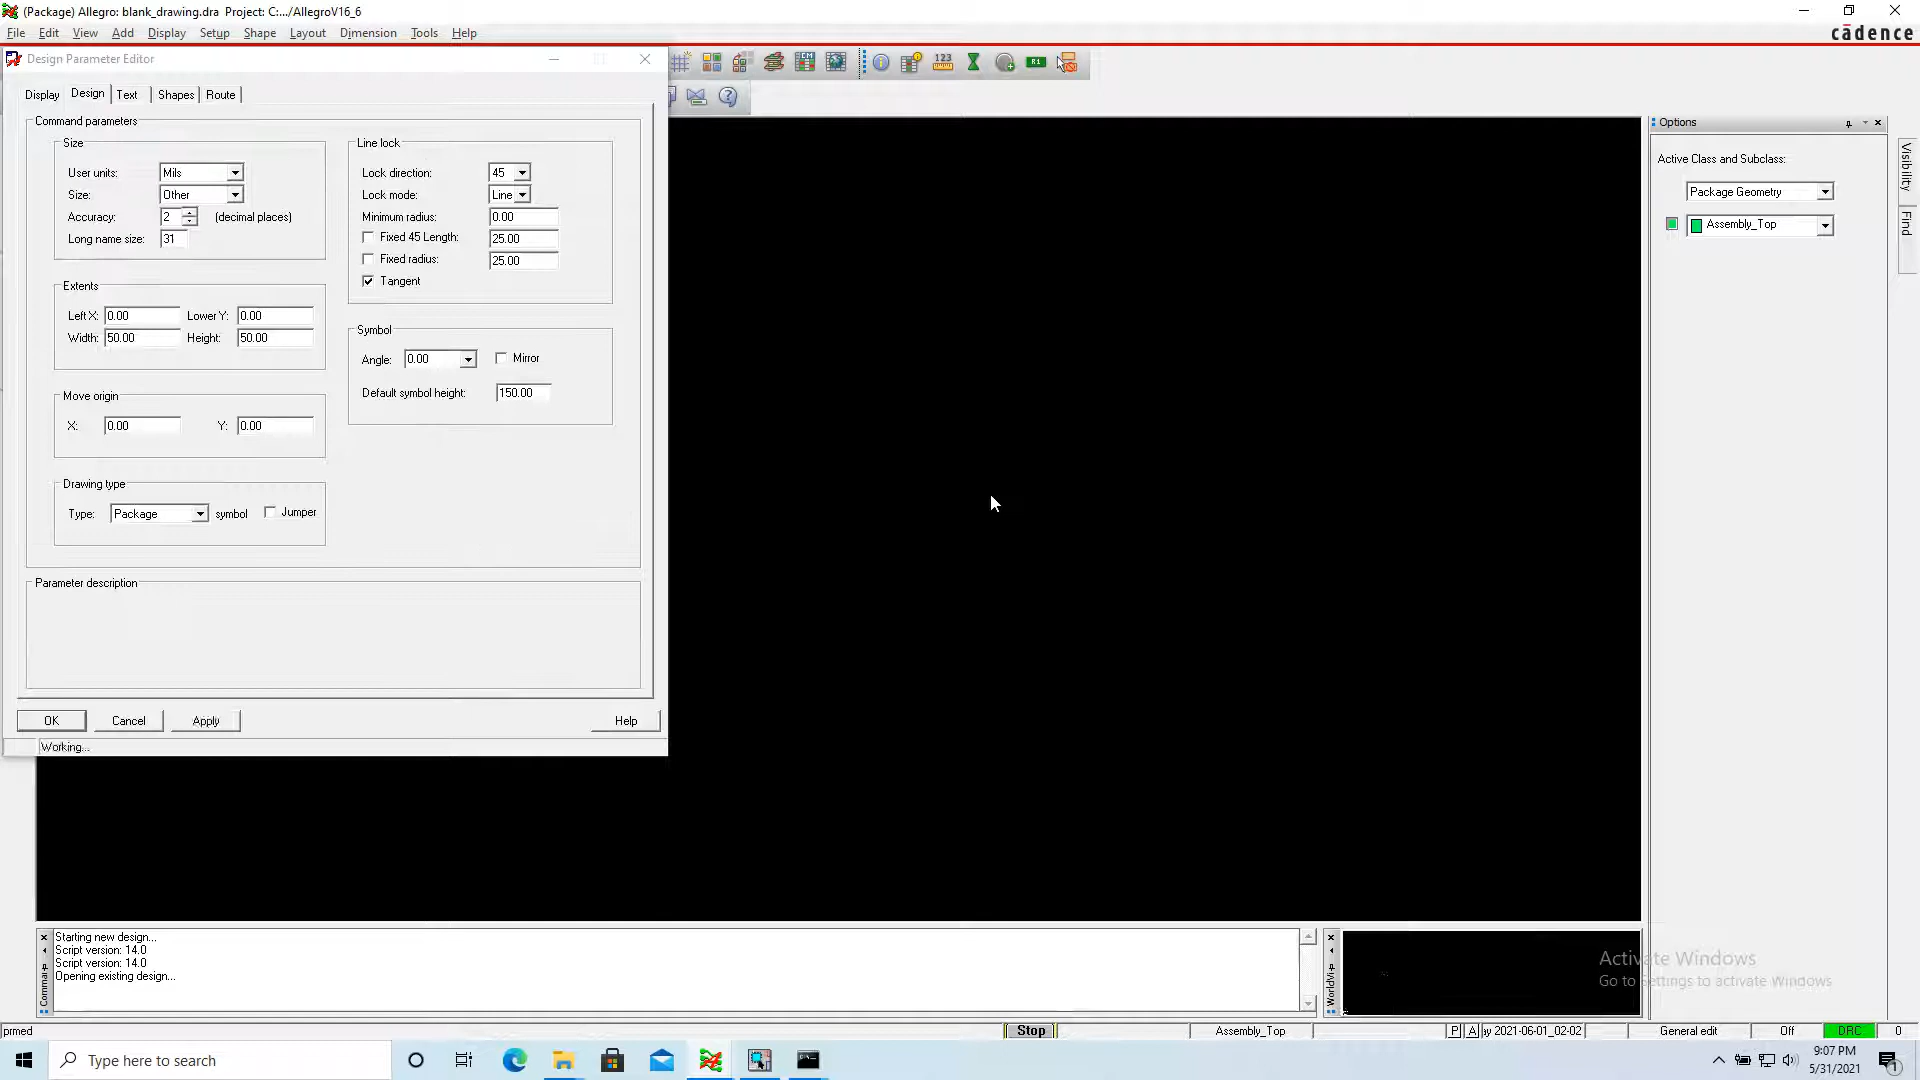 (Package) Allegro: blank_drawing.dra  Project: C:.../AllegroV16_6
File Edit View Add Display Setup Shape Layout Dimension Tools Help
cādence
Design Parameter Editor
123
R1
Display Design Text Shapes Route
Command parameters
Size
User units: Mils
Size: Other
Accuracy: 2 (decimal places)
Long name size: 31
Line lock
Lock direction: 45
Lock mode: Line
Minimum radius: 0.00
Fixed 45 Length: 25.00
Fixed radius: 25.00
Tangent
Extents
Left X: 0.00 Lower Y: 0.00
Width: 50.00 Height: 50.00
Symbol
Angle: 0.00 Mirror
Default symbol height: 150.00
Move origin
X: 0.00 Y: 0.00
Drawing type
Type: Package symbol Jumper
Parameter description
OK Cancel Apply Help
Working...
Options
Active Class and Subclass:
Package Geometry
Assembly_Top
Visibility
Find
Starting new design...
Script version: 14.0
Script version: 14.0
Opening existing design...
Activate Windows
Go to Settings to activate Windows
prmed Stop Assembly_Top P A 2021-06-01_02-02 General edit Off DRC 0
Type here to search
9:07 PM
5/31/2021
1